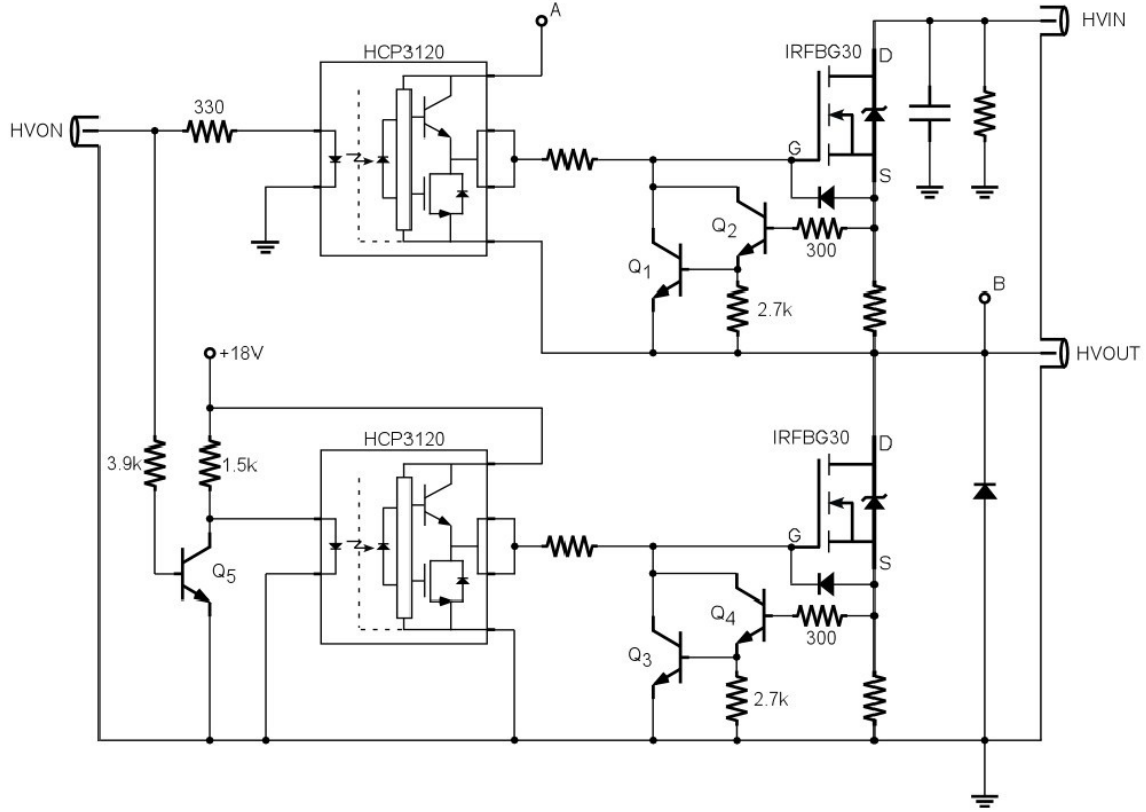 A
HVIN
HCP3120
IRFBG30
D
330
HVON
G
S
Q2
300
Q1
B
2.7k
+18V
HVOUT
HCP3120
IRFBG30
D
3.9k
1.5k
G
Q5
S
Q4
300
Q3
2.7k